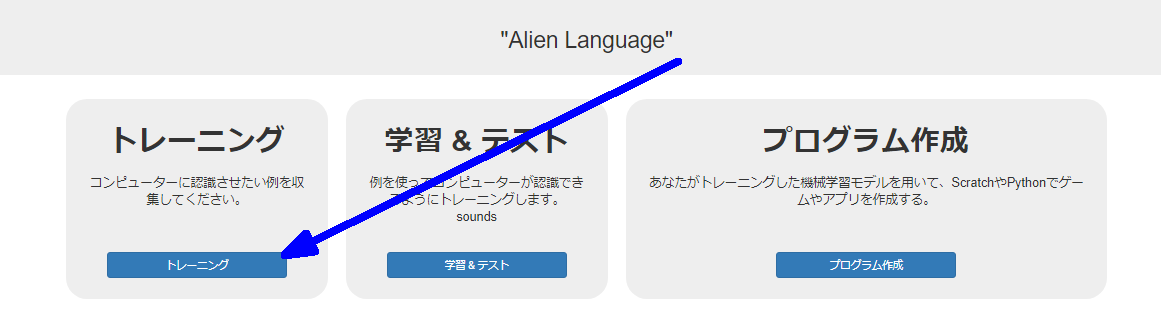 "Alien Language"
トレーニング
コンピューターに認識させたい例を収
集してください。
トレーニング
学習 & テスト
例を使ってコンピューターが認識でき
るようにトレーニングします。
sounds
学習 & テスト
プログラム作成
あなたがトレーニングした機械学習モデルを用いて、ScratchやPythonでゲー
ムやアプリを作成する。
プログラム作成